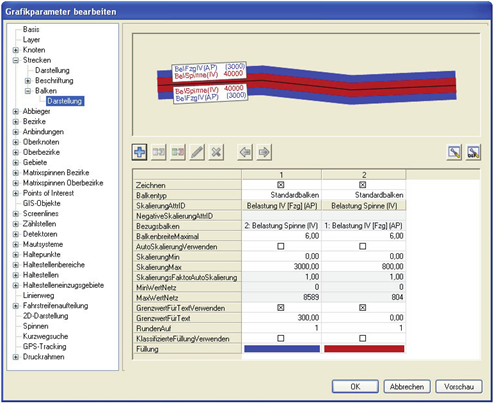 Grafikparameter bearbeiten
Basis
Layer
Knoten
Strecken
Darstellung
Beschriftung
Balken
Darstellung
Abbieger
Bezirke
Anbindungen
Oberknoten
Oberbezirke
Gebiete
Matrixspinnen Bezirke
Matrixspinnen Oberbezirke
Points of Interest
GIS-Objekte
Screenlines
Zählstellen
Detektoren
Mautsysteme
Haltepunkte
Haltestellenbereiche
Haltestellen
Haltestelleneinzugsgebiete
Linienweg
Fahrstreifenaufteilung
2D-Darstellung
Spinnen
Kurzwegsuche
GPS-Tracking
Druckrahmen
BelFzgIV(AP) (3000)
BelSpinne(IV) 40000
BelSpinne(IV) 40000
BelFzgIV(AP) (3000)
1 2
Zeichnen
Balkentyp Standardbalken Standardbalken
SkalierungAttrID Belastung IV [Fzg] (AP) Belastung Spinne (IV)
NegativeSkalierungAttrID
Bezugsbalken 2: Belastung Spinne (IV) 1: Belastung IV [Fzg] (AP)
BalkenbreiteMaximal 6,00 6,00
AutoSkalierungVerwenden
SkalierungMin 0,00 0,00
SkalierungMax 3000,00 800,00
SkalierungsFaktorAutoSkalierung 1,00 1,00
MinWertNetz 0 0
MaxWertNetz 8589 804
GrenzwertFürTextVerwenden
GrenzwertFürText 300,00 0,00
RundenAuf 1 1
KlassifizierteFüllungVerwenden
Füllung
OK Abbrechen Vorschau